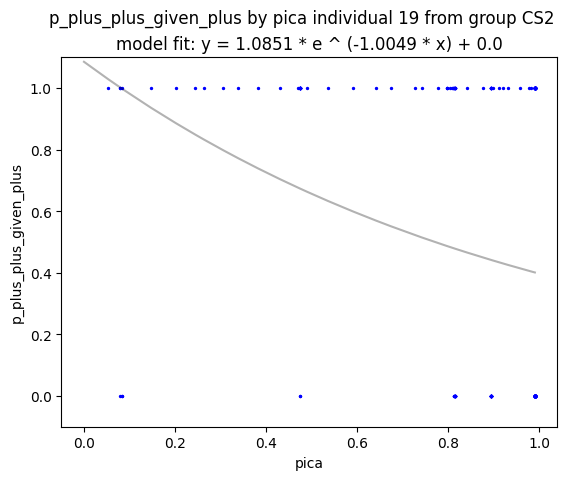 p_plus_plus_given_plus by pica individual 19 from group CS2
model fit: y = 1.0851 * e ^ (-1.0049 * x) + 0.0
p_plus_plus_given_plus
1.0
0.8
0.6
0.4
0.2
0.0
0.0 0.2 0.4 0.6 0.8 1.0
pica